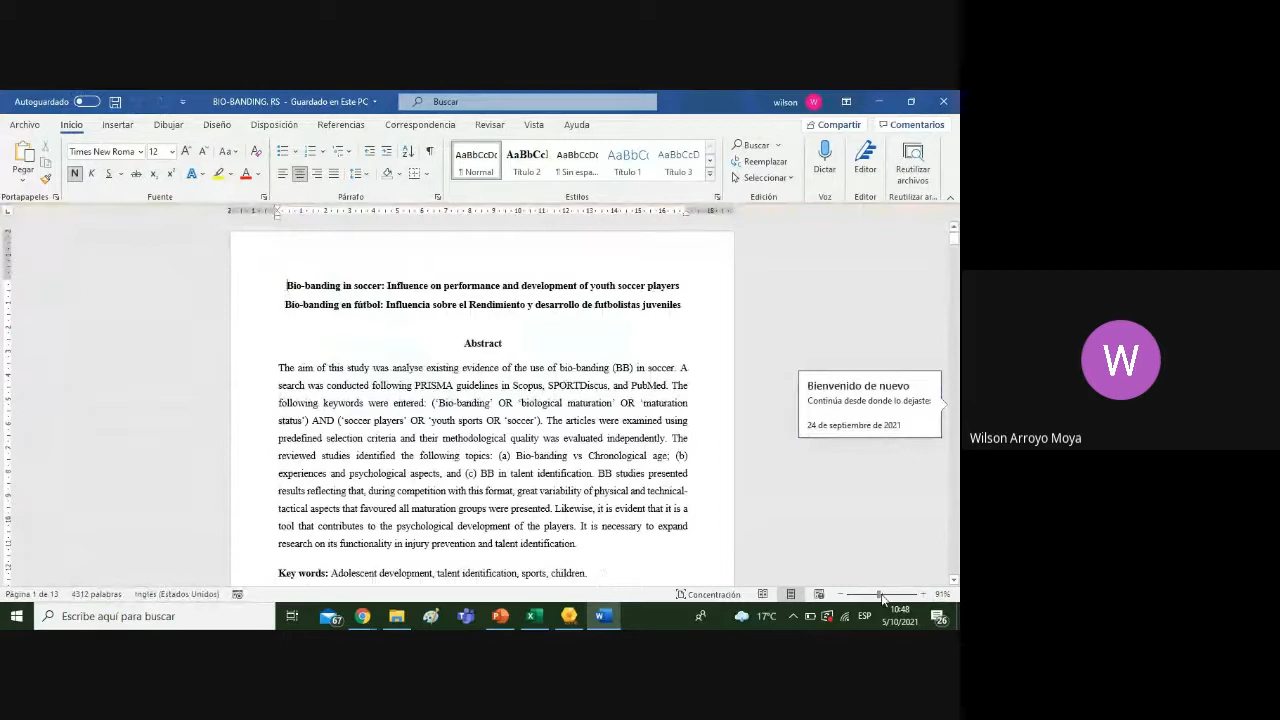 Autoguardado
BIO-BANDING. RS - Guardado en Este PC
Buscar
wilson
W
Archivo Inicio Insertar Dibujar Diseño Disposición Referencias Correspondencia Revisar Vista Ayuda
Compartir Comentarios
Pegar
Times New Roma 12
N K S
AaBbCcDc AaBbCcl AaBbCcDc AaBbCc AaBbCcD
¶ Normal Título 2 ¶ Sin espa... Título 1 Título 3
Buscar
Reemplazar
Seleccionar
Dictar
Editor
Reutilizar archivos
Portapapeles Fuente Párrafo Estilos Edición Voz Editor Reutilizar ar...
Bio-banding in soccer: Influence on performance and development of youth soccer players
Bio-banding en fútbol: Influencia sobre el Rendimiento y desarrollo de futbolistas juveniles
Abstract
The aim of this study was analyse existing evidence of the use of bio-banding (BB) in soccer. A
search was conducted following PRISMA guidelines in Scopus, SPORTDiscus, and PubMed. The
following keywords were entered: (‘Bio-banding’ OR ‘biological maturation’ OR ‘maturation
status’) AND (‘soccer players’ OR ‘youth sports OR ‘soccer’). The articles were examined using
predefined selection criteria and their methodological quality was evaluated independently. The
reviewed studies identified the following topics: (a) Bio-banding vs Chronological age; (b)
experiences and psychological aspects, and (c) BB in talent identification. BB studies presented
results reflecting that, during competition with this format, great variability of physical and technical-
tactical aspects that favoured all maturation groups were presented. Likewise, it is evident that it is a
tool that contributes to the psychological development of the players. It is necessary to expand
research on its functionality in injury prevention and talent identification.
Key words: Adolescent development, talent identification, sports, children.
Bienvenido de nuevo
Continúa desde donde lo dejaste:
24 de septiembre de 2021
W
Wilson Arroyo Moya
Página 1 de 13 4312 palabras Inglés (Estados Unidos)
Concentración
91%
Escribe aquí para buscar
67
17°C
ESP
10:48
5/10/2021
26